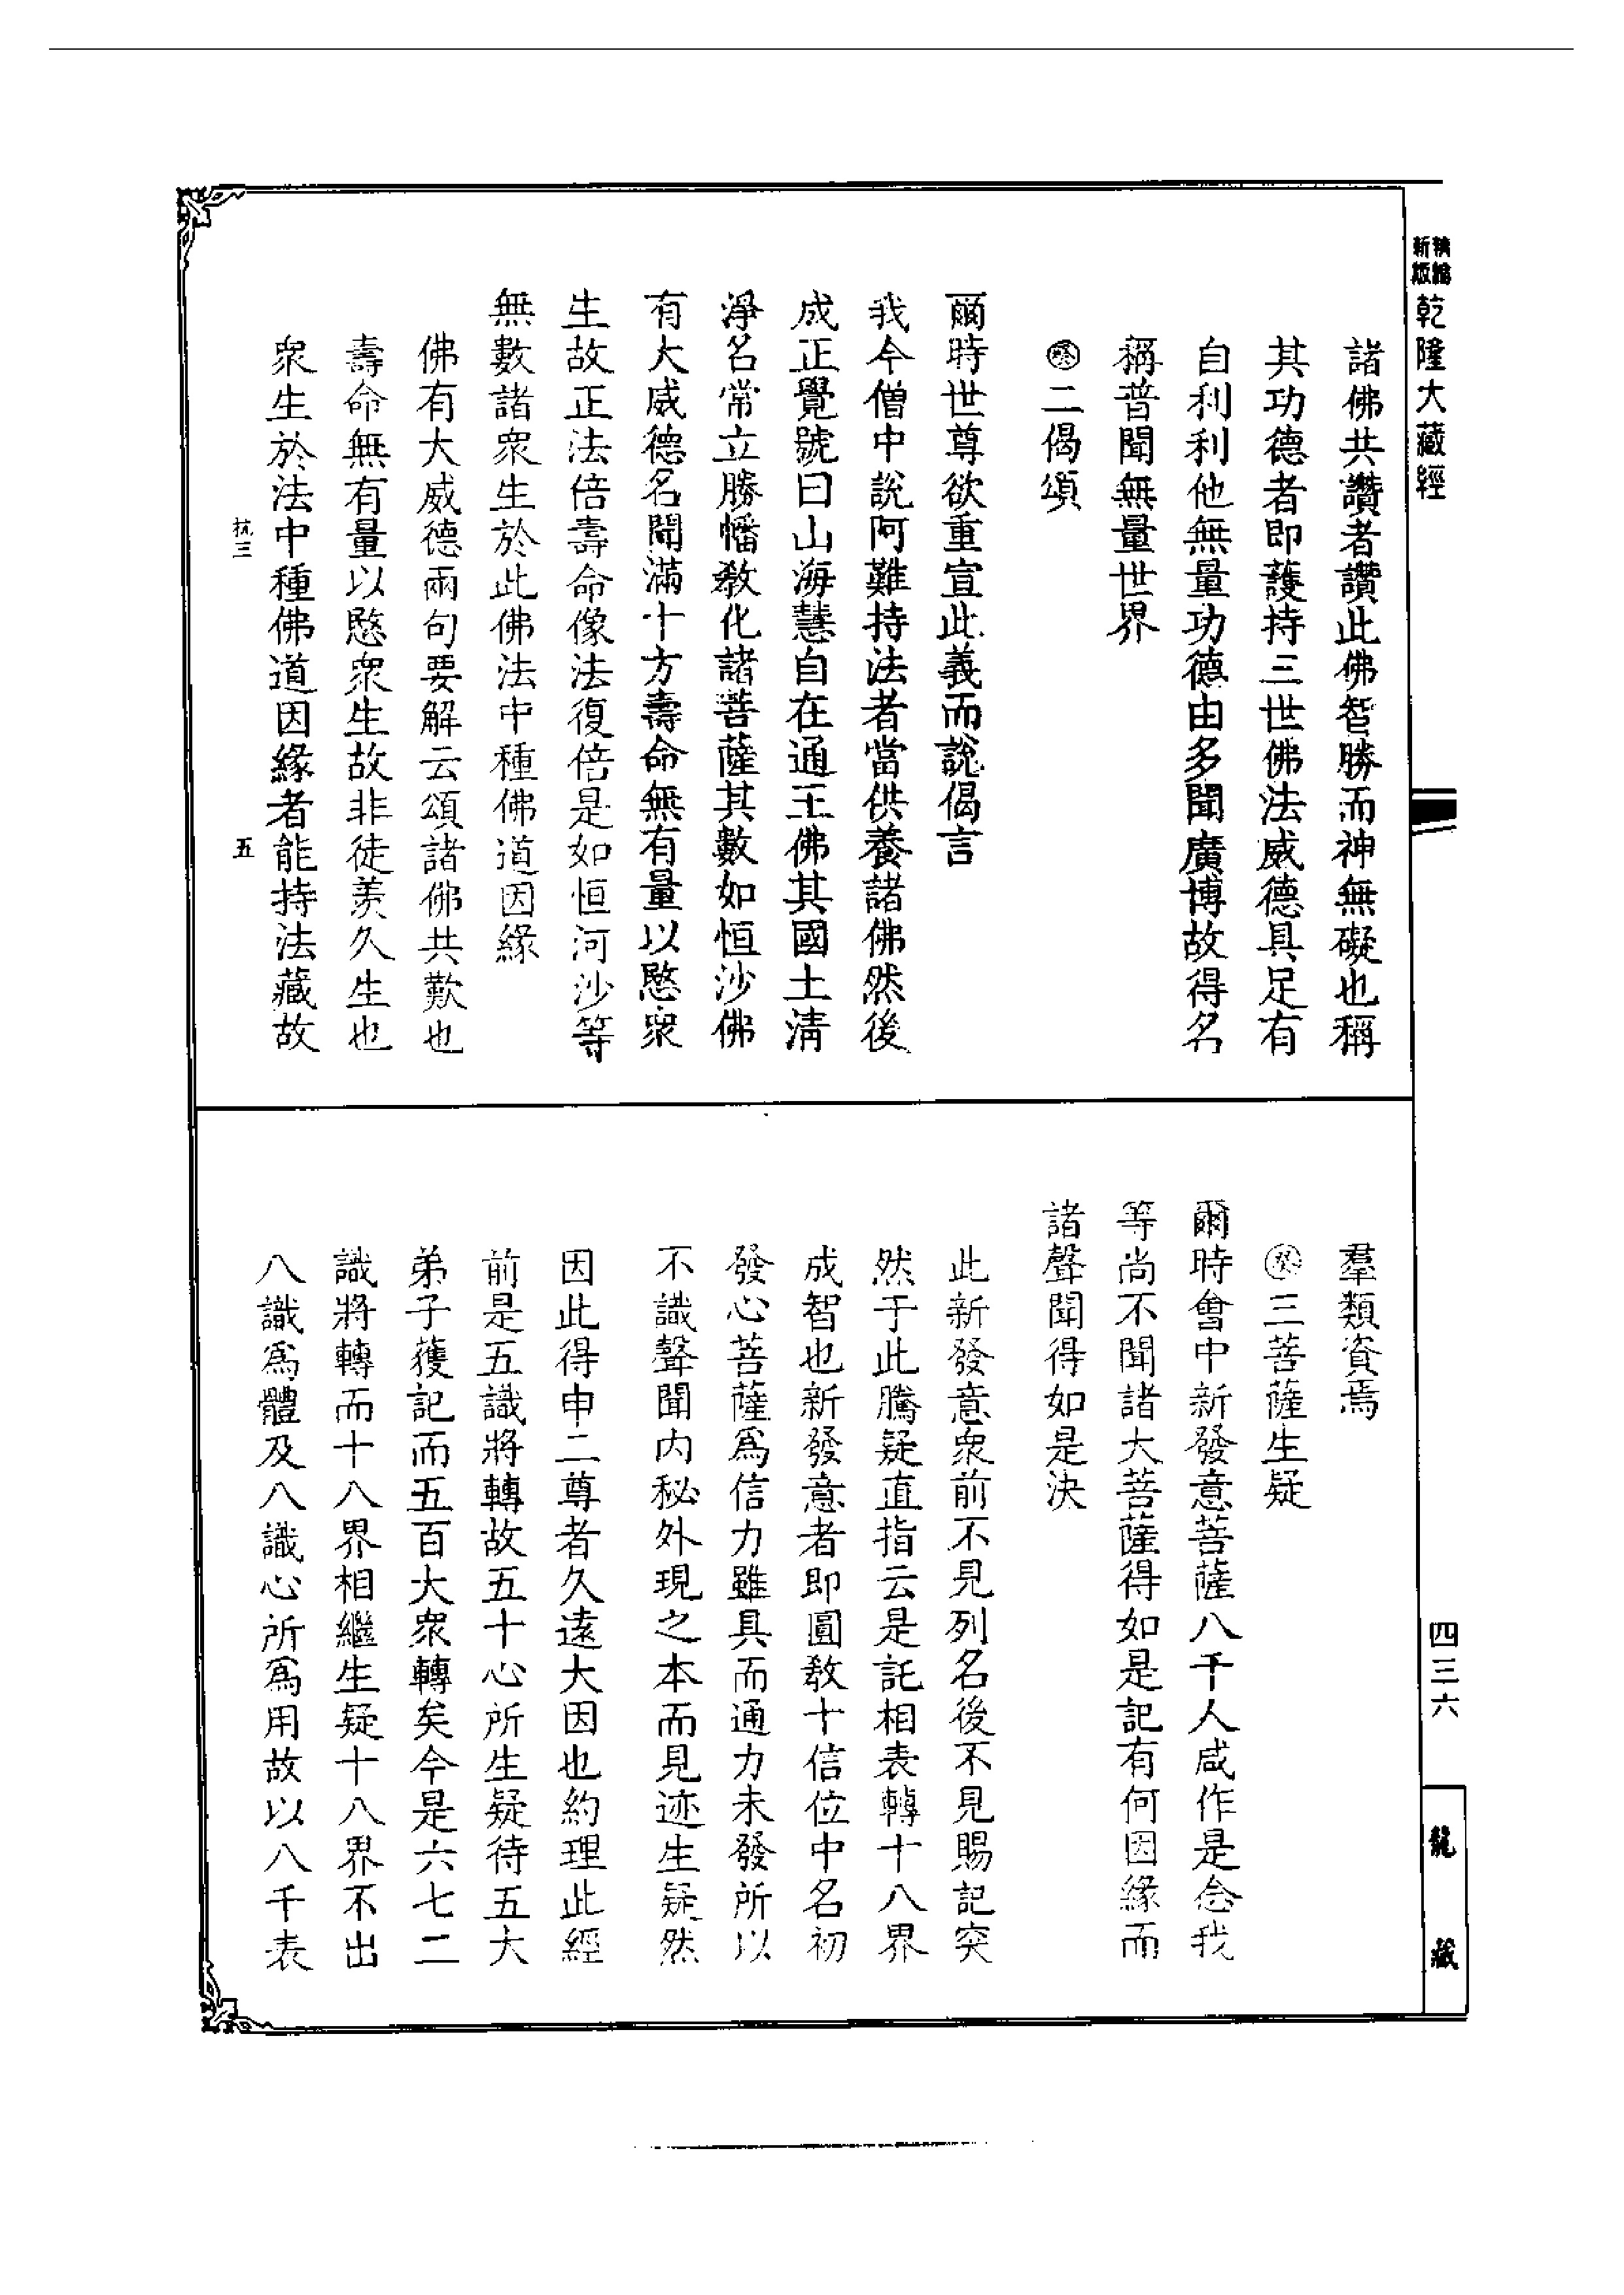 精編
新版
乾隆大藏經
諸佛共讚者讚此佛智勝而神無礙也稱
其功德者即護持三世佛法威德具足有
自利利他無量功德由多聞廣博故得名
稱普聞無量世界
㊝二偈頌
爾時世尊欲重宣此義而說偈言
我今僧中說阿難持法者當供養諸佛然後
成正覺號曰山海慧自在通王佛其國土清
淨名常立勝幡教化諸菩薩其數如恒沙佛
有大威德名聞滿十方壽命無有量以愍衆
生故正法倍壽命像法復倍是如恒河沙等
無數諸衆生於此佛法中種佛道因緣
佛有大威德兩句要解云頌諸佛共歎也
壽命無有量以愍衆生故非徒羨久生也
衆生於法中種佛道因緣者能持法藏故
抗三
五
羣類資焉
癸三菩薩生疑
爾時會中新發意菩薩八千人咸作是念我
等尚不聞諸大菩薩得如是記有何因緣而
諸聲聞得如是決
此新發意衆前不見列名後不見賜記突
然于此騰疑直指云是託相表轉十八界
成智也新發意者即圓教十信位中名初
發心菩薩爲信力雖具而通力未發所以
不識聲聞內秘外現之本而見迹生疑然
因此得申二尊者久遠大因也約理此經
前是五識將轉故五十心所生疑待五大
弟子獲記而五百大衆轉矣今是六七二
識將轉而十八界相繼生疑十八界不出
八識爲體及八識心所爲用故以八千表
四三六
龍藏